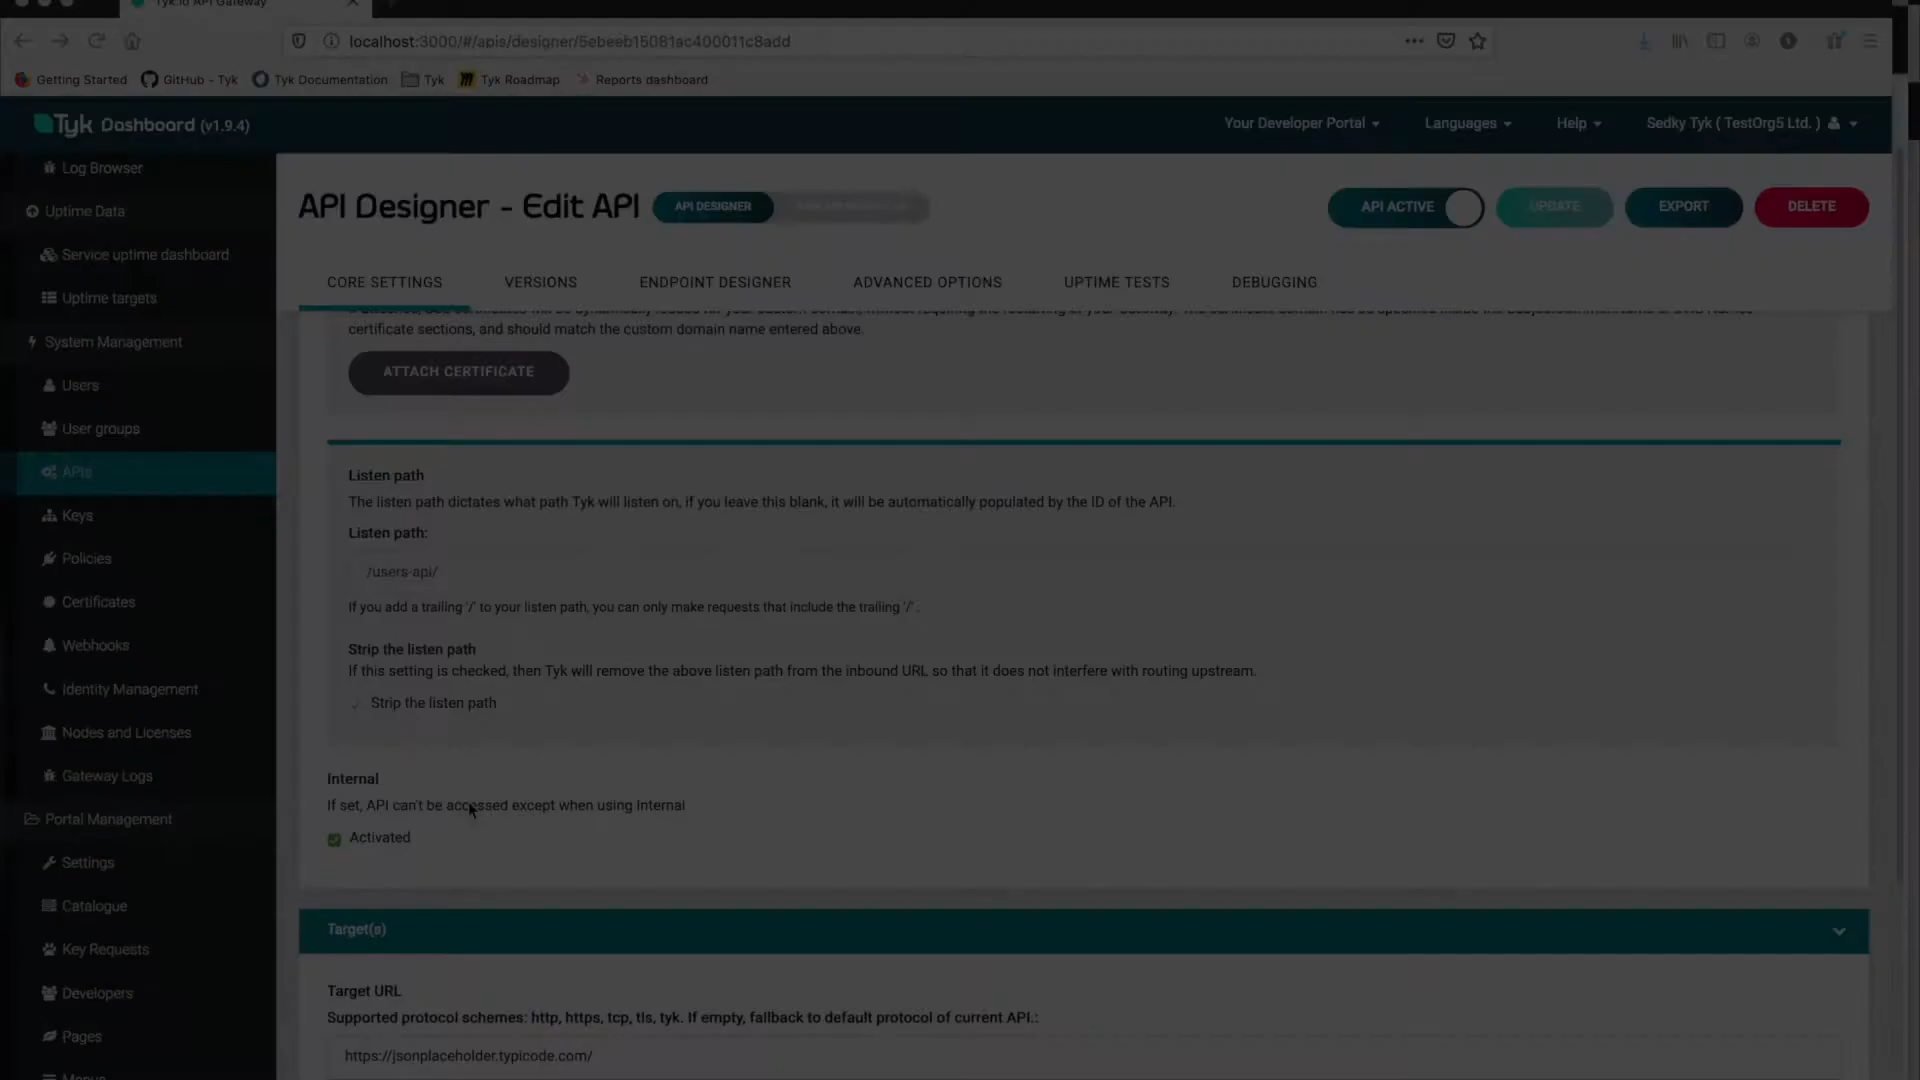 Tyk.io API Gateway
localhost:3000/#/apis/designer/5ebeeb15081ac400011c8add
Getting Started
GitHub - Tyk
Tyk Documentation
Tyk
Tyk Roadmap
Reports dashboard
Tyk Dashboard (v1.9.4)
Your Developer Portal
Languages
Help
Sedky Tyk ( TestOrg5 Ltd. )
Log Browser
Uptime Data
Service uptime dashboard
Uptime targets
System Management
Users
User groups
APIs
Keys
Policies
Certificates
Webhooks
Identity Management
Nodes and Licenses
Gateway Logs
Portal Management
Settings
Catalogue
Key Requests
Developers
Pages
Menus
API Designer - Edit API
API DESIGNER
API ACTIVE
UPDATE
EXPORT
DELETE
CORE SETTINGS
VERSIONS
ENDPOINT DESIGNER
ADVANCED OPTIONS
UPTIME TESTS
DEBUGGING
certificate sections, and should match the custom domain name entered above.
ATTACH CERTIFICATE
Listen path
The listen path dictates what path Tyk will listen on, if you leave this blank, it will be automatically populated by the ID of the API.
Listen path:
/users-api/
If you add a trailing '/' to your listen path, you can only make requests that include the trailing '/' .
Strip the listen path
If this setting is checked, then Tyk will remove the above listen path from the inbound URL so that it does not interfere with routing upstream.
Strip the listen path
Internal
If set, API can't be accessed except when using Internal
Activated
Target(s)
Target URL
Supported protocol schemes: http, https, tcp, tls, tyk. If empty, fallback to default protocol of current API.:
https://jsonplaceholder.typicode.com/